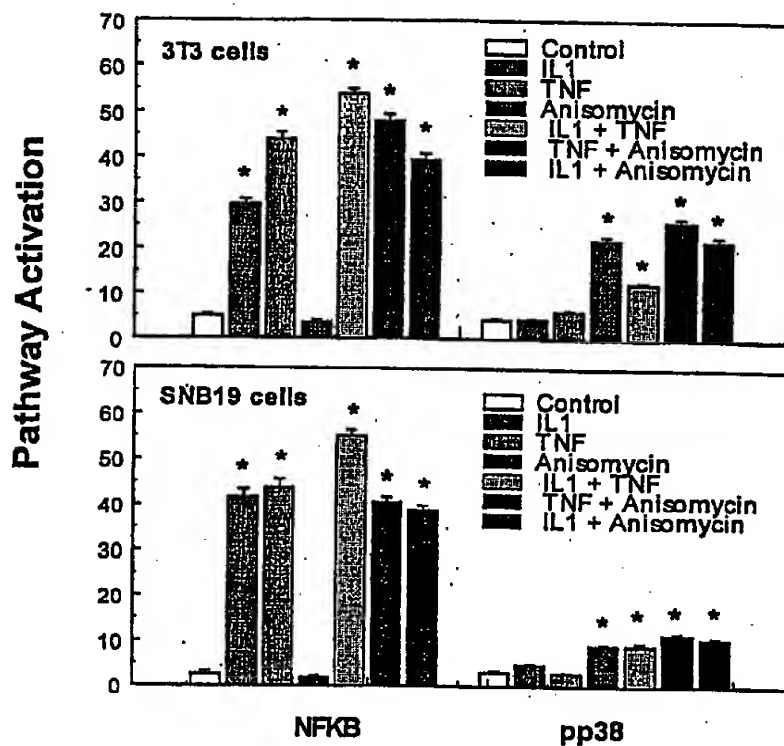 Pathway Activation
70
60
50
40
30
20
10
0
3T3 cells
Control
IL1
TNF
Anisomycin
IL1 + TNF
TNF + Anisomycin
IL1 + Anisomycin
* * * * *
* * * *
70
60
50
40
30
20
10
0
SNB19 cells
Control
IL1
TNF
Anisomycin
IL1 + TNF
TNF + Anisomycin
IL1 + Anisomycin
* * * * *
* * * *
NFKB pp38